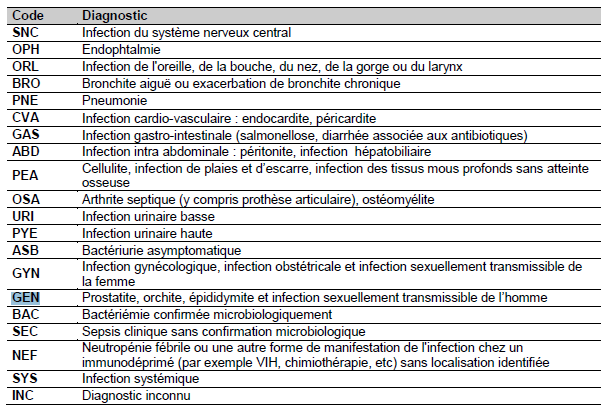 Code Diagnostic
SNC Infection du système nerveux central
OPH Endophtalmie
ORL Infection de l'oreille, de la bouche, du nez, de la gorge ou du larynx
BRO Bronchite aiguë ou exacerbation de bronchite chronique
PNE Pneumonie
CVA Infection cardio-vasculaire : endocardite, péricardite
GAS Infection gastro-intestinale (salmonellose, diarrhée associée aux antibiotiques)
ABD Infection intra abdominale : péritonite, infection hépatobiliaire
PEA Cellulite, infection de plaies et d'escarre, infection des tissus mous profonds sans atteinte
osseuse
OSA Arthrite septique (y compris prothèse articulaire), ostéomyélite
URI Infection urinaire basse
PYE Infection urinaire haute
ASB Bactériurie asymptomatique
GYN Infection gynécologique, infection obstétricale et infection sexuellement transmissible de
la femme
GEN Prostatite, orchite, épididymite et infection sexuellement transmissible de l'homme
BAC Bactériémie confirmée microbiologiquement
SEC Sepsis clinique sans confirmation microbiologique
NEF Neutropénie fébrile ou une autre forme de manifestation de l'infection chez un
immunodéprimé (par exemple VIH, chimiothérapie, etc) sans localisation identifiée
SYS Infection systémique
INC Diagnostic inconnu